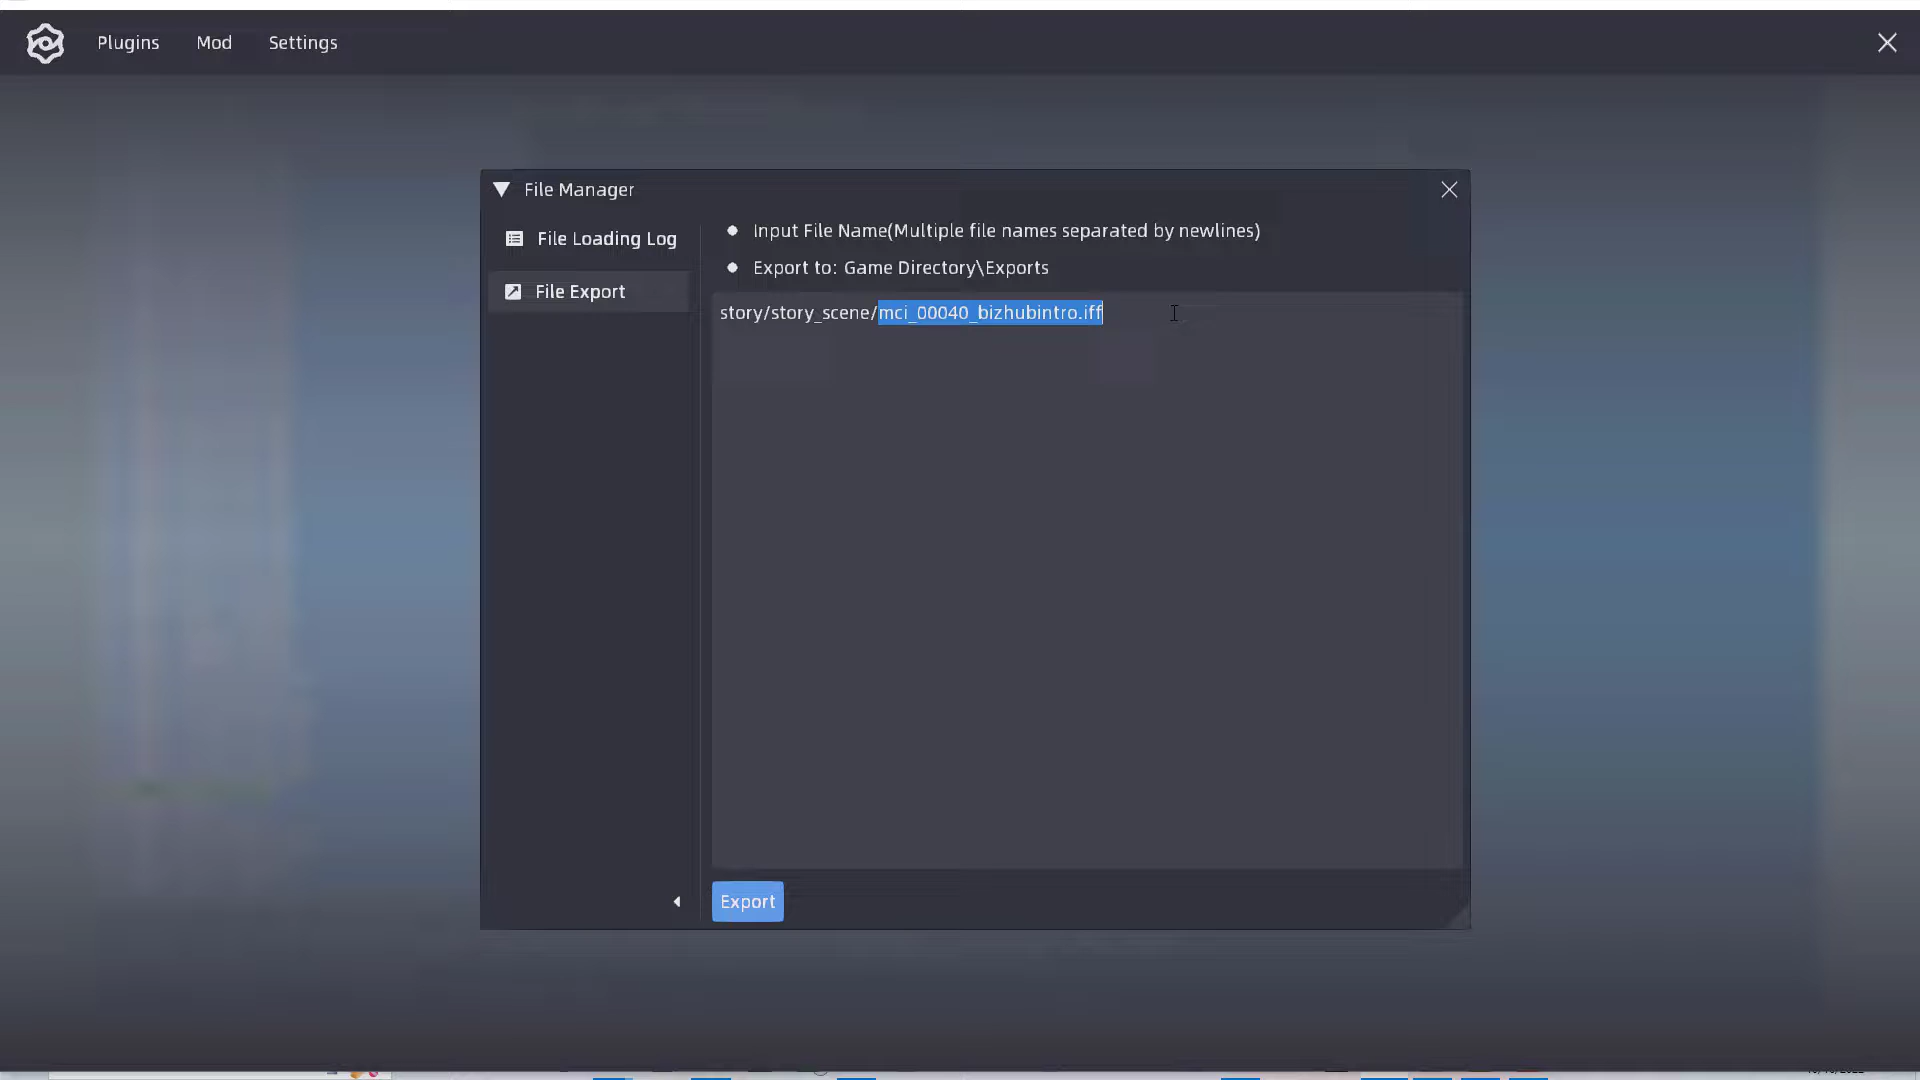 Plugins Mod Settings
File Manager
File Loading Log
File Export
Input File Name(Multiple file names separated by newlines)
Export to: Game Directory\Exports
story/story_scene/mci_00040_bizhubintro.iff
Export